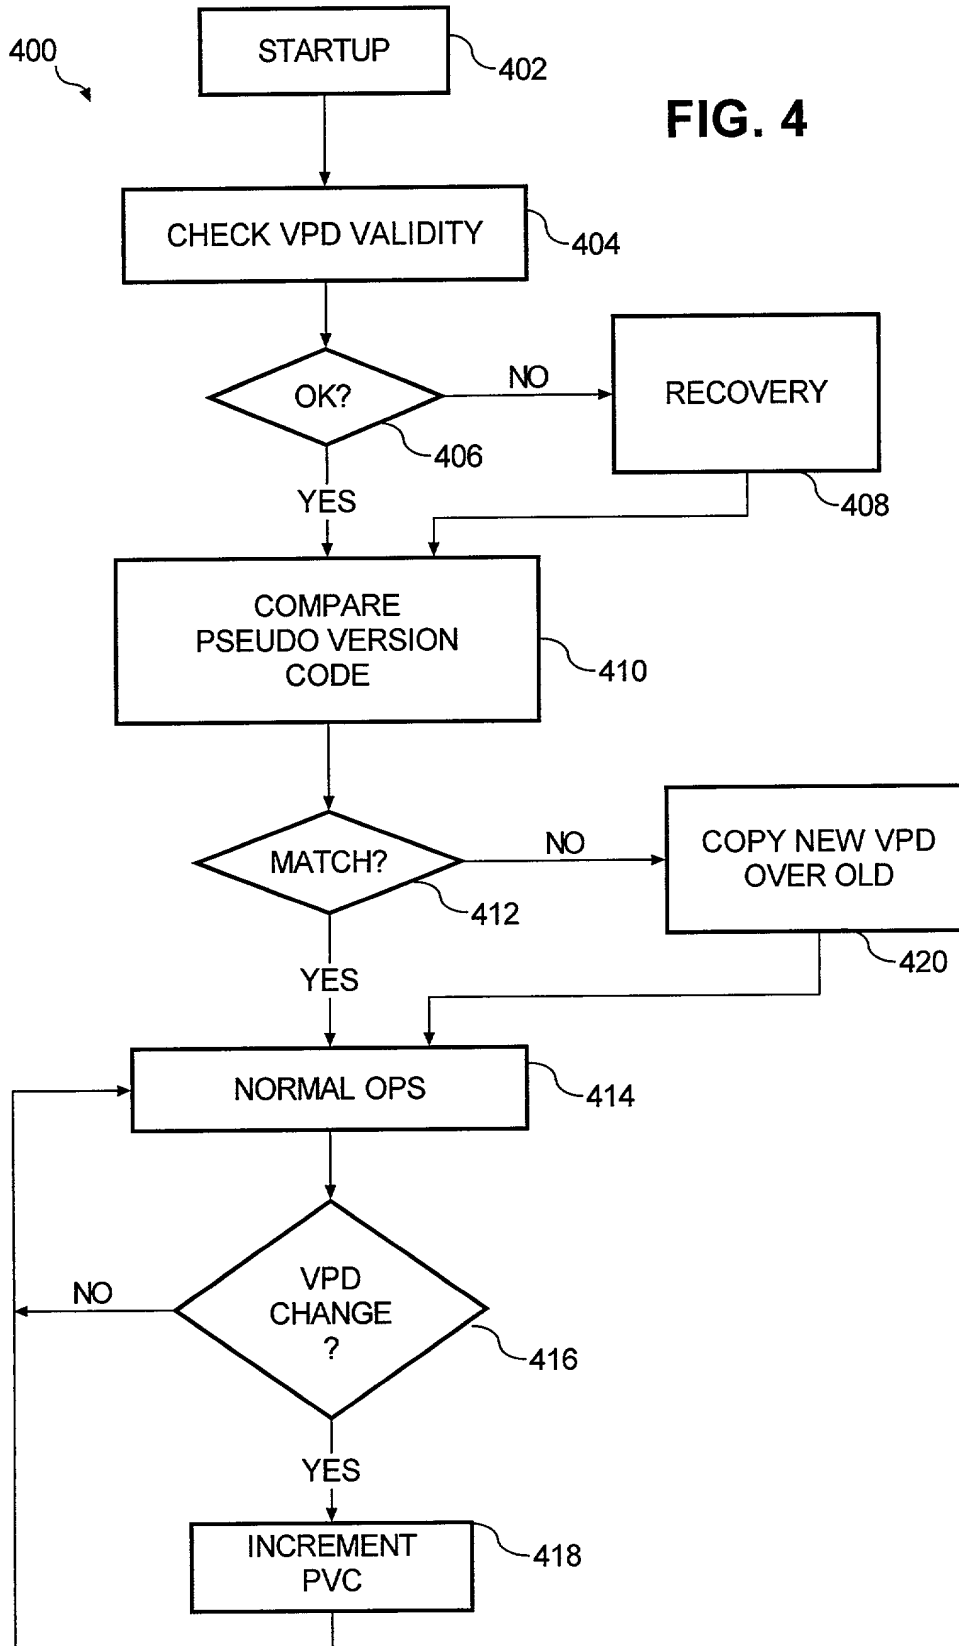 400
STARTUP
402
FIG. 4
CHECK VPD VALIDITY
404
OK?
NO
406
RECOVERY
408
YES
COMPARE
PSEUDO VERSION
CODE
410
MATCH?
NO
412
COPY NEW VPD
OVER OLD
420
YES
NORMAL OPS
414
VPD
CHANGE
?
NO
416
YES
INCREMENT
PVC
418